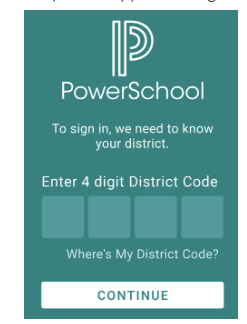 PowerSchool
To sign in, we need to know
your district.
Enter 4 digit District Code
Where's My District Code?
CONTINUE